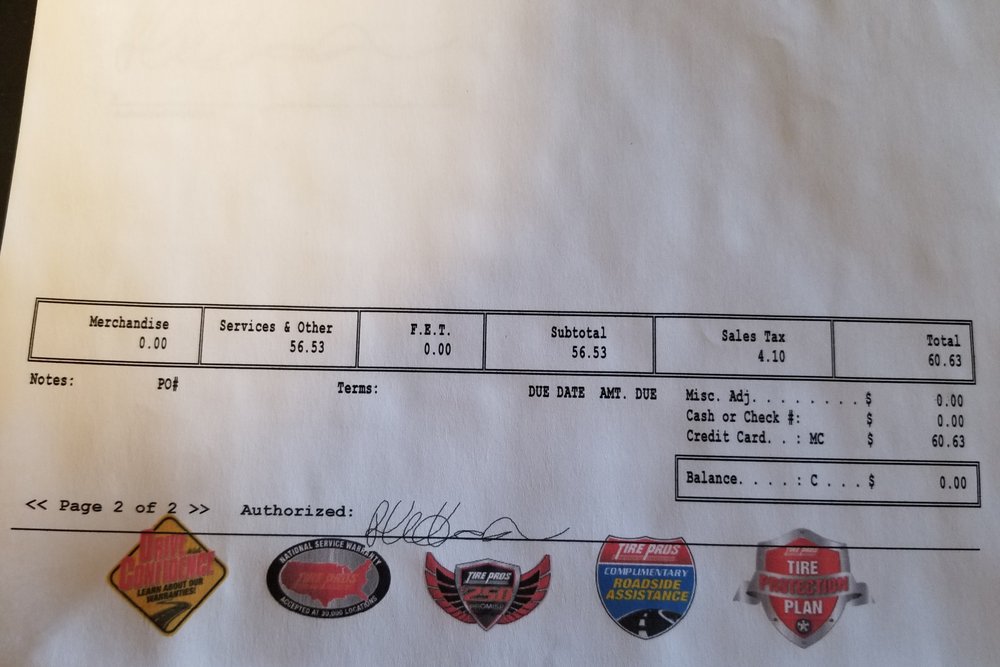 Merchandise Services & Other F.E.T. Subtotal Sales Tax Total
0.00 56.53 0.00 56.53 4.10 60.63
Notes: PO# Terms: DUE DATE AMT. DUE
Misc. Adj. . . . . . . . . $ 0.00
Cash or Check #: $ 0.00
Credit Card. . : MC $ 60.63
Balance. . . . . : C . . . $ 0.00
<< Page 2 of 2 >> Authorized:
Drive
Confidence
LEARN ABOUT OUR
WARRANTIES!
NATIONAL SERVICE WARRANTY
TIRE PROS
ACCEPTED AT 30,000 LOCATIONS
TIRE PROS
250
PROMISE
TIRE PROS
COMPLIMENTARY
ROADSIDE
ASSISTANCE
TIRE PROS
TIRE
PROTECTION
PLAN